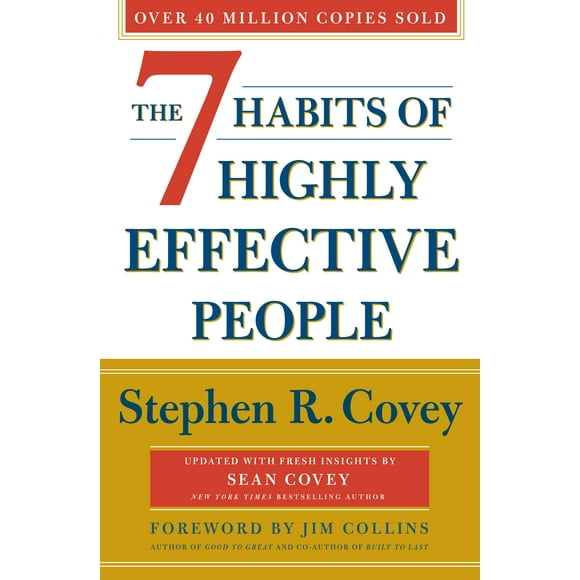 OVER 40 MILLION COPIES SOLD
THE 7 HABITS OF
HIGHLY
EFFECTIVE
PEOPLE
Stephen R. Covey
UPDATED WITH FRESH INSIGHTS BY
SEAN COVEY
NEW YORK TIMES BESTSELLING AUTHOR
FOREWORD BY JIM COLLINS
AUTHOR OF GOOD TO GREAT AND CO-AUTHOR OF BUILT TO LAST